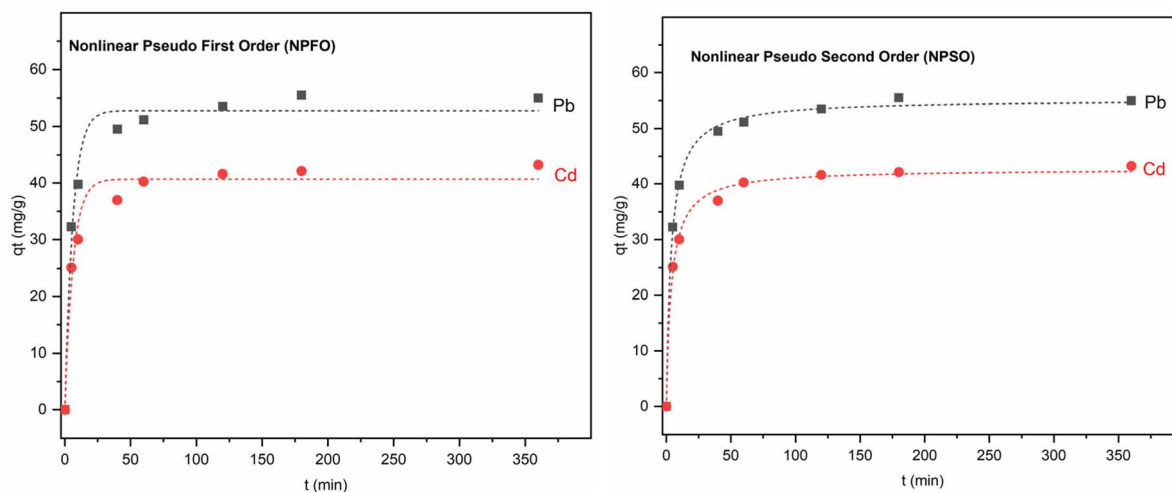 Nonlinear Pseudo First Order (NPFO)
60
50
40
30
20
10
0
qt (mg/g)
Pb
Cd
0 50 100 150 200 250 300 350
t (min)
Nonlinear Pseudo Second Order (NPSO)
60
50
40
30
20
10
0
qt (mg/g)
Pb
Cd
0 50 100 150 200 250 300 350
t (min)